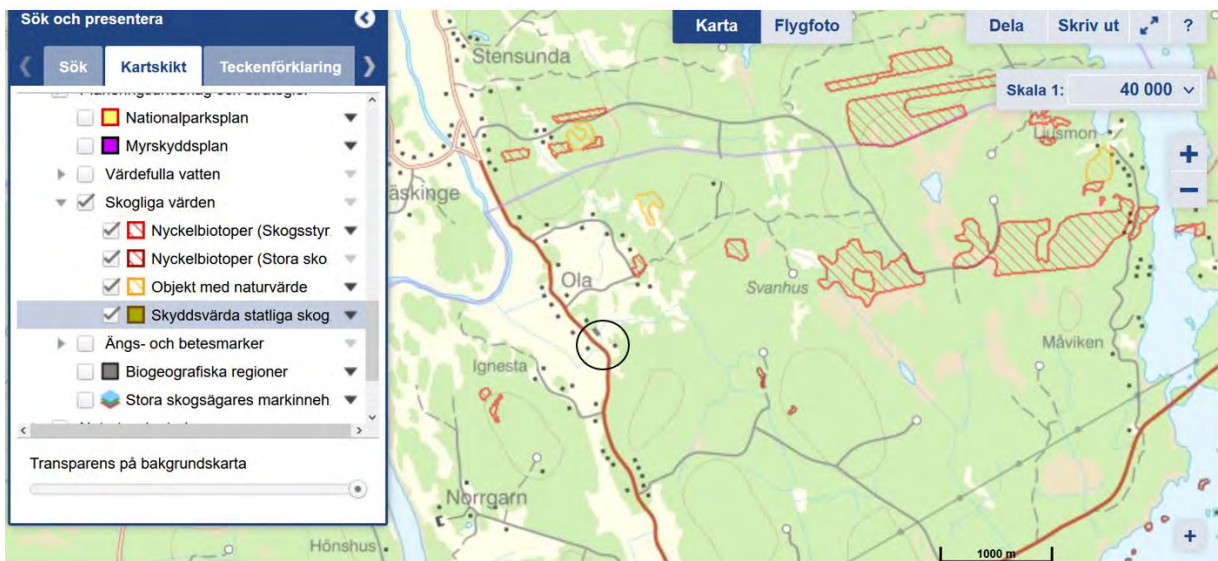 Sök och presentera
Sök
Kartskikt
Teckenförklaring
Nationalparksplan
Myrskyddsplan
Värdefulla vatten
Skogliga värden
Nyckelbiotoper (Skogsstyr
Nyckelbiotoper (Stora sko
Objekt med naturvärde
Skyddsvärda statliga skog
Ängs- och betesmarker
Biogeografiska regioner
Stora skogsägares markinneh
Transparens på bakgrundskarta
Karta
Flygfoto
Dela
Skriv ut
?
Skala 1: 40 000
+
−
Stensunda
Ljusmon
äskinge
Ola
Svanhus
Ignesta
Måviken
Norrgarn
Hönshus
1000 m
+